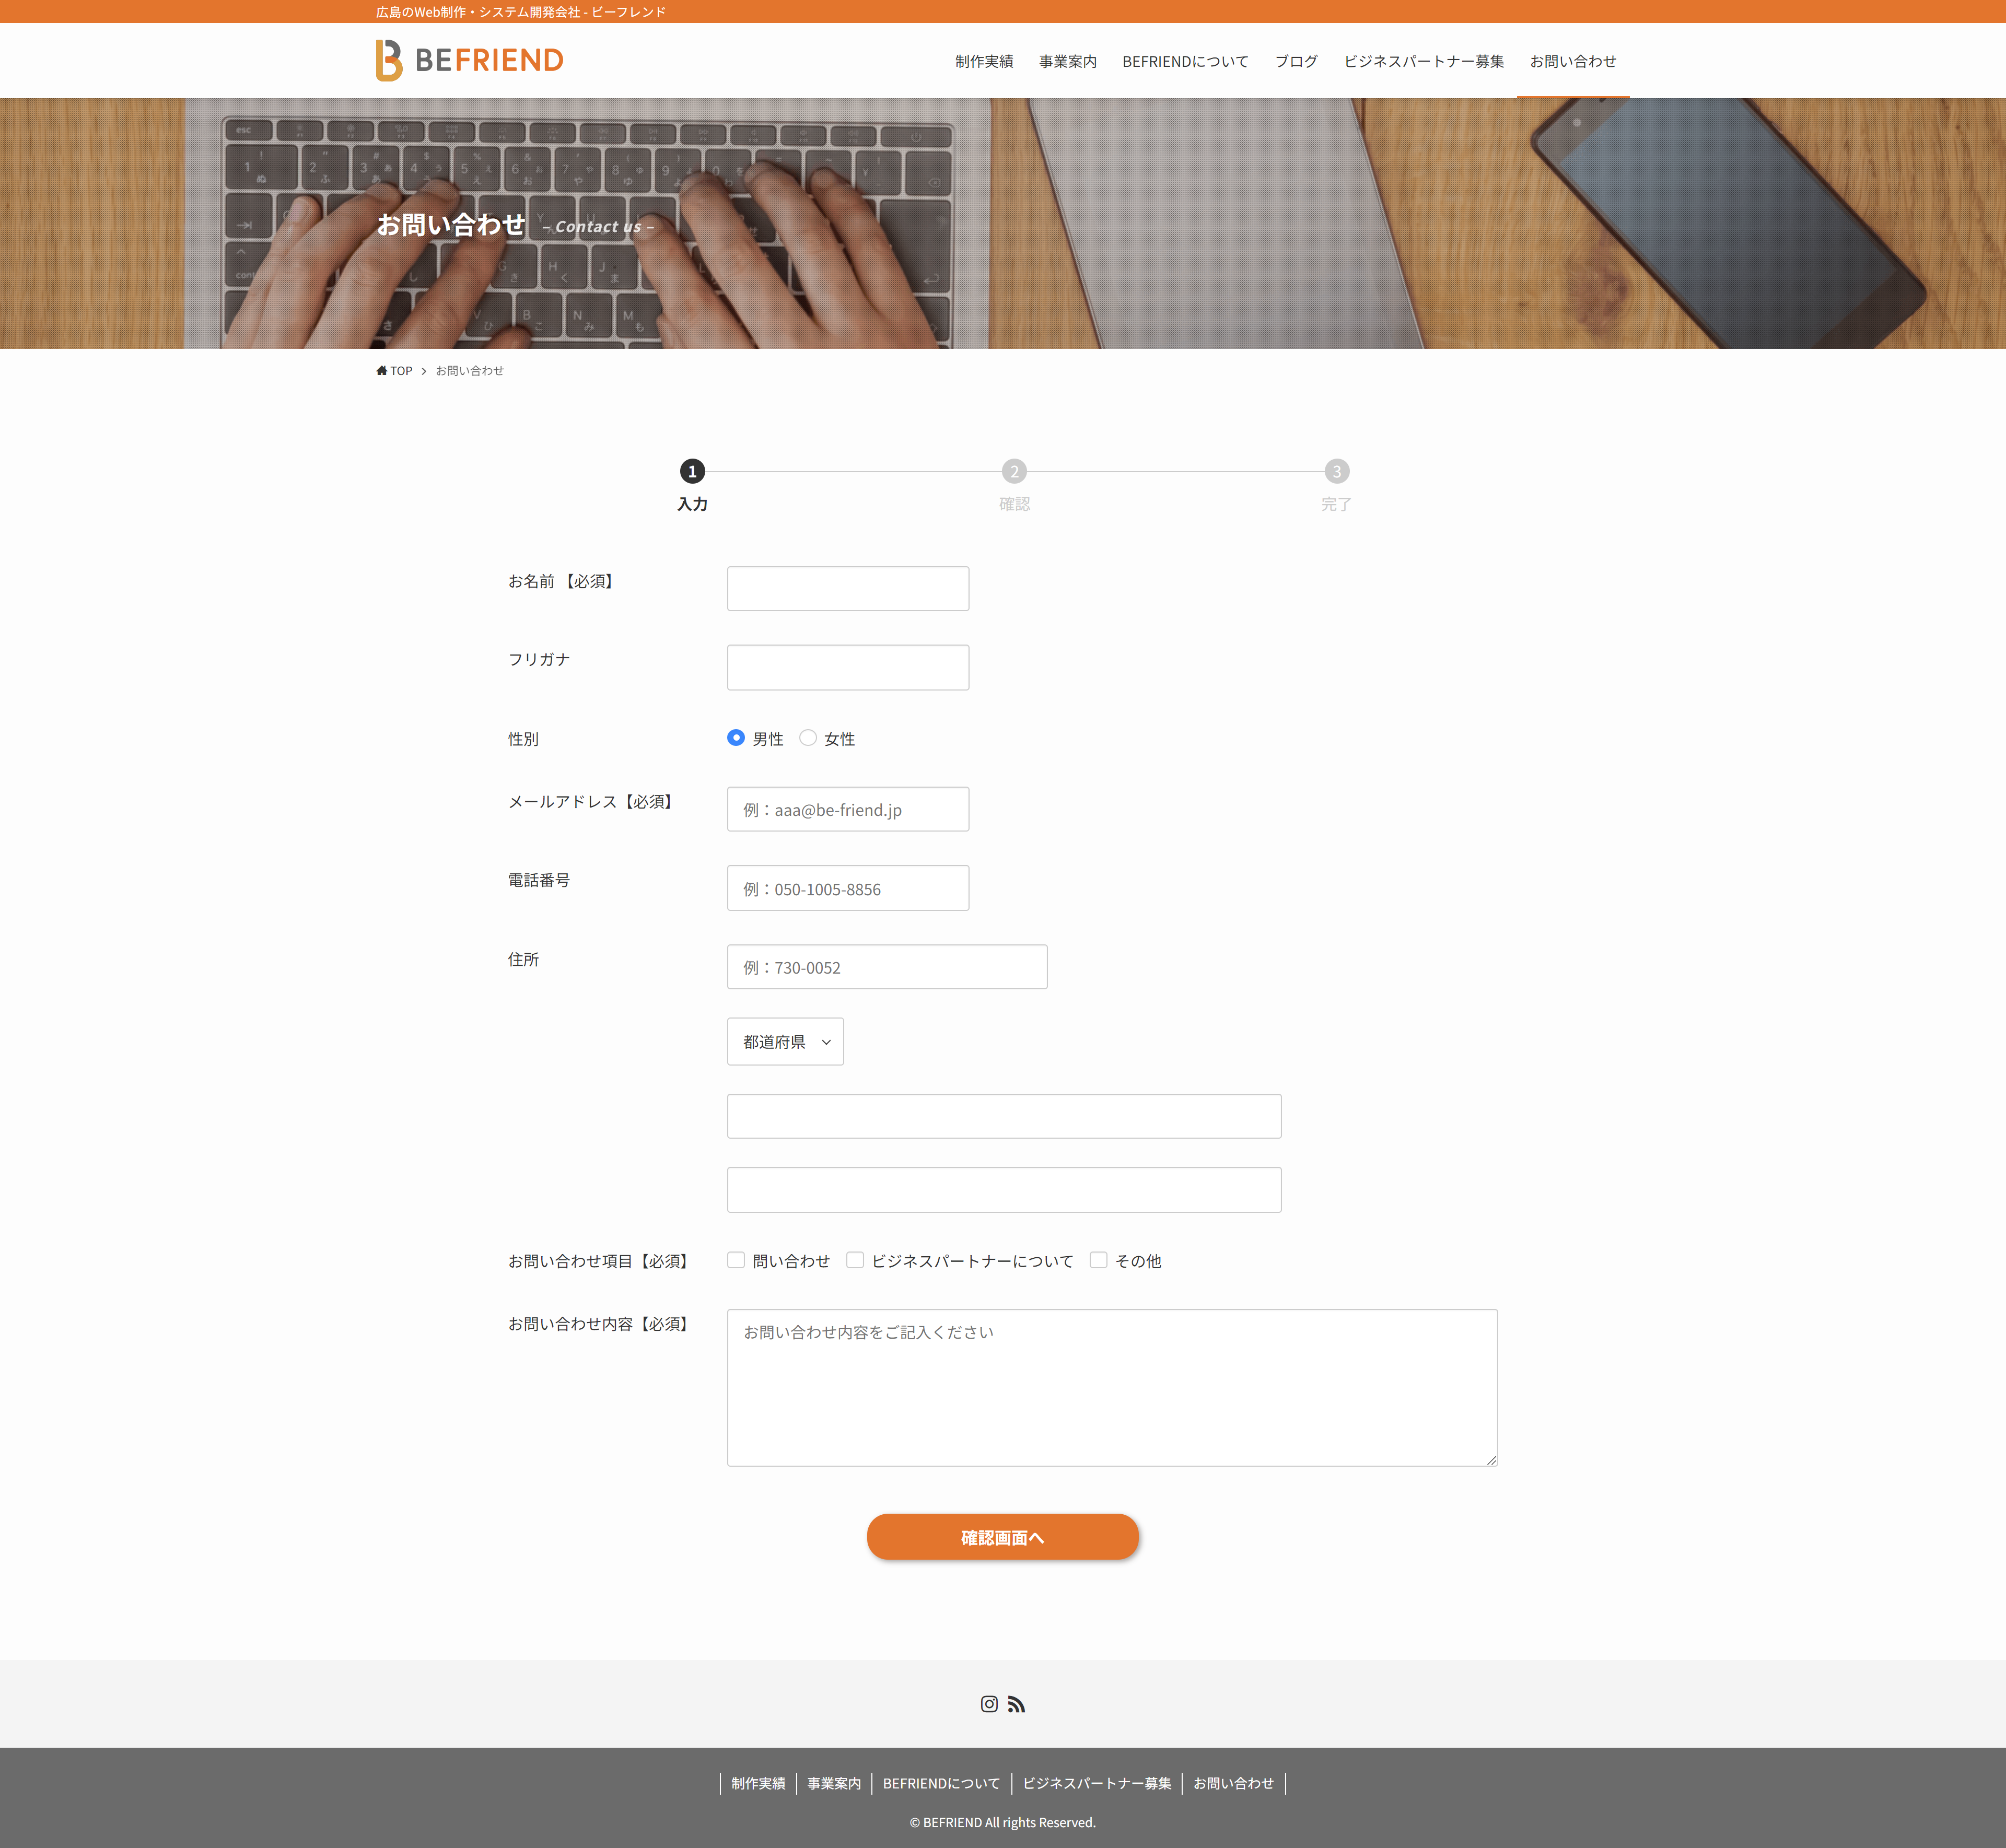 広島のWeb制作・システム開発会社 - ビーフレンド
BEFRIEND
制作実績 事業案内 BEFRIENDについて ブログ ビジネスパートナー募集 お問い合わせ
お問い合わせ – Contact us –
TOP > お問い合わせ
1 2 3
入力 確認 完了
お名前 【必須】
フリガナ
性別 男性 女性
メールアドレス【必須】 例：aaa@be-friend.jp
電話番号 例：050-1005-8856
住所 例：730-0052
都道府県
お問い合わせ項目【必須】 問い合わせ ビジネスパートナーについて その他
お問い合わせ内容【必須】 お問い合わせ内容をご記入ください
確認画面へ
制作実績 事業案内 BEFRIENDについて ビジネスパートナー募集 お問い合わせ
© BEFRIEND All rights Reserved.